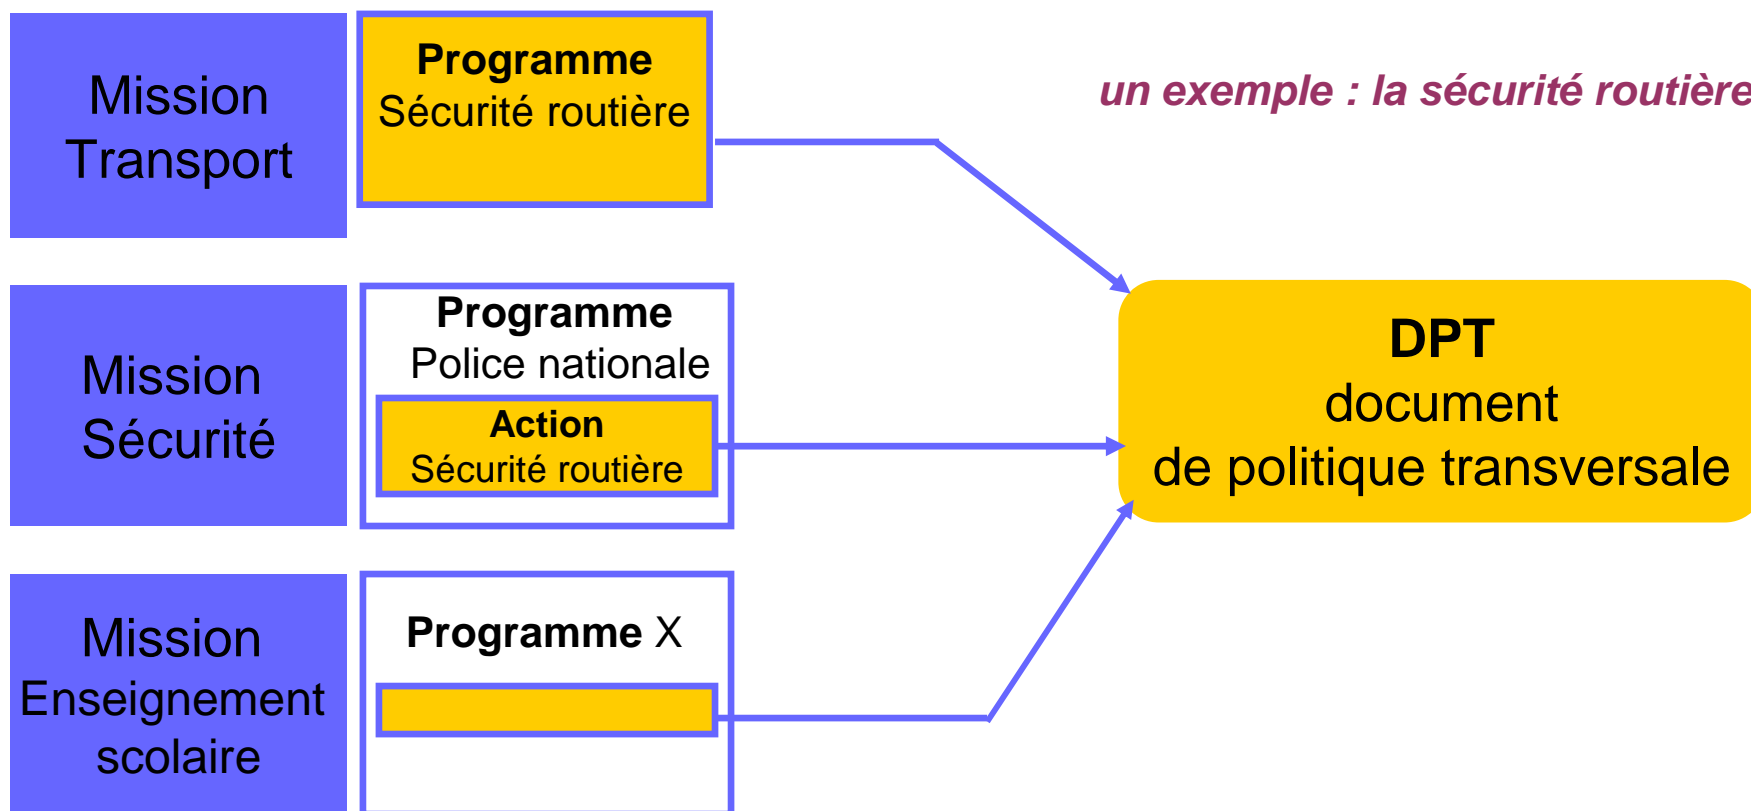 Mission
Transport
Programme
Sécurité routière
un exemple : la sécurité routière
Mission
Sécurité
Programme
Police nationale
Action
Sécurité routière
DPT
document
de politique transversale
Mission
Enseignement
scolaire
Programme X